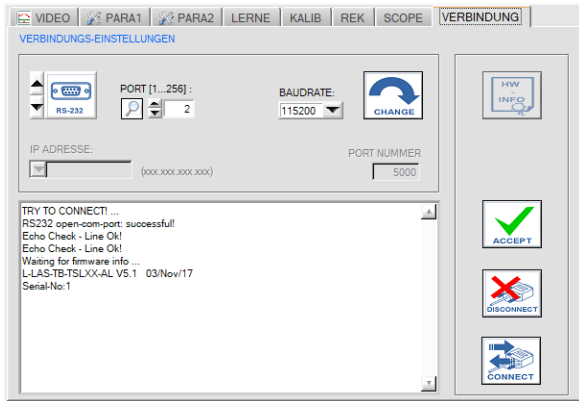 VIDEO PARA1 PARA2 LERNE KALIB REK SCOPE VERBINDUNG
VERBINDUNGS-EINSTELLUNGEN
RS-232
PORT [1...256] :
2
BAUDRATE:
115200
CHANGE
HW
-
INFO
IP ADRESSE:
(xxx.xxx.xxx.xxx)
PORT NUMMER
5000
TRY TO CONNECT! ...
RS232 open-com-port: successful!
Echo Check - Line Ok!
Echo Check - Line Ok!
Waiting for firmware info ...
L-LAS-TB-TSLXX-AL V5.1 03/Nov/17
Serial-No:1
ACCEPT
DISCONNECT
CONNECT